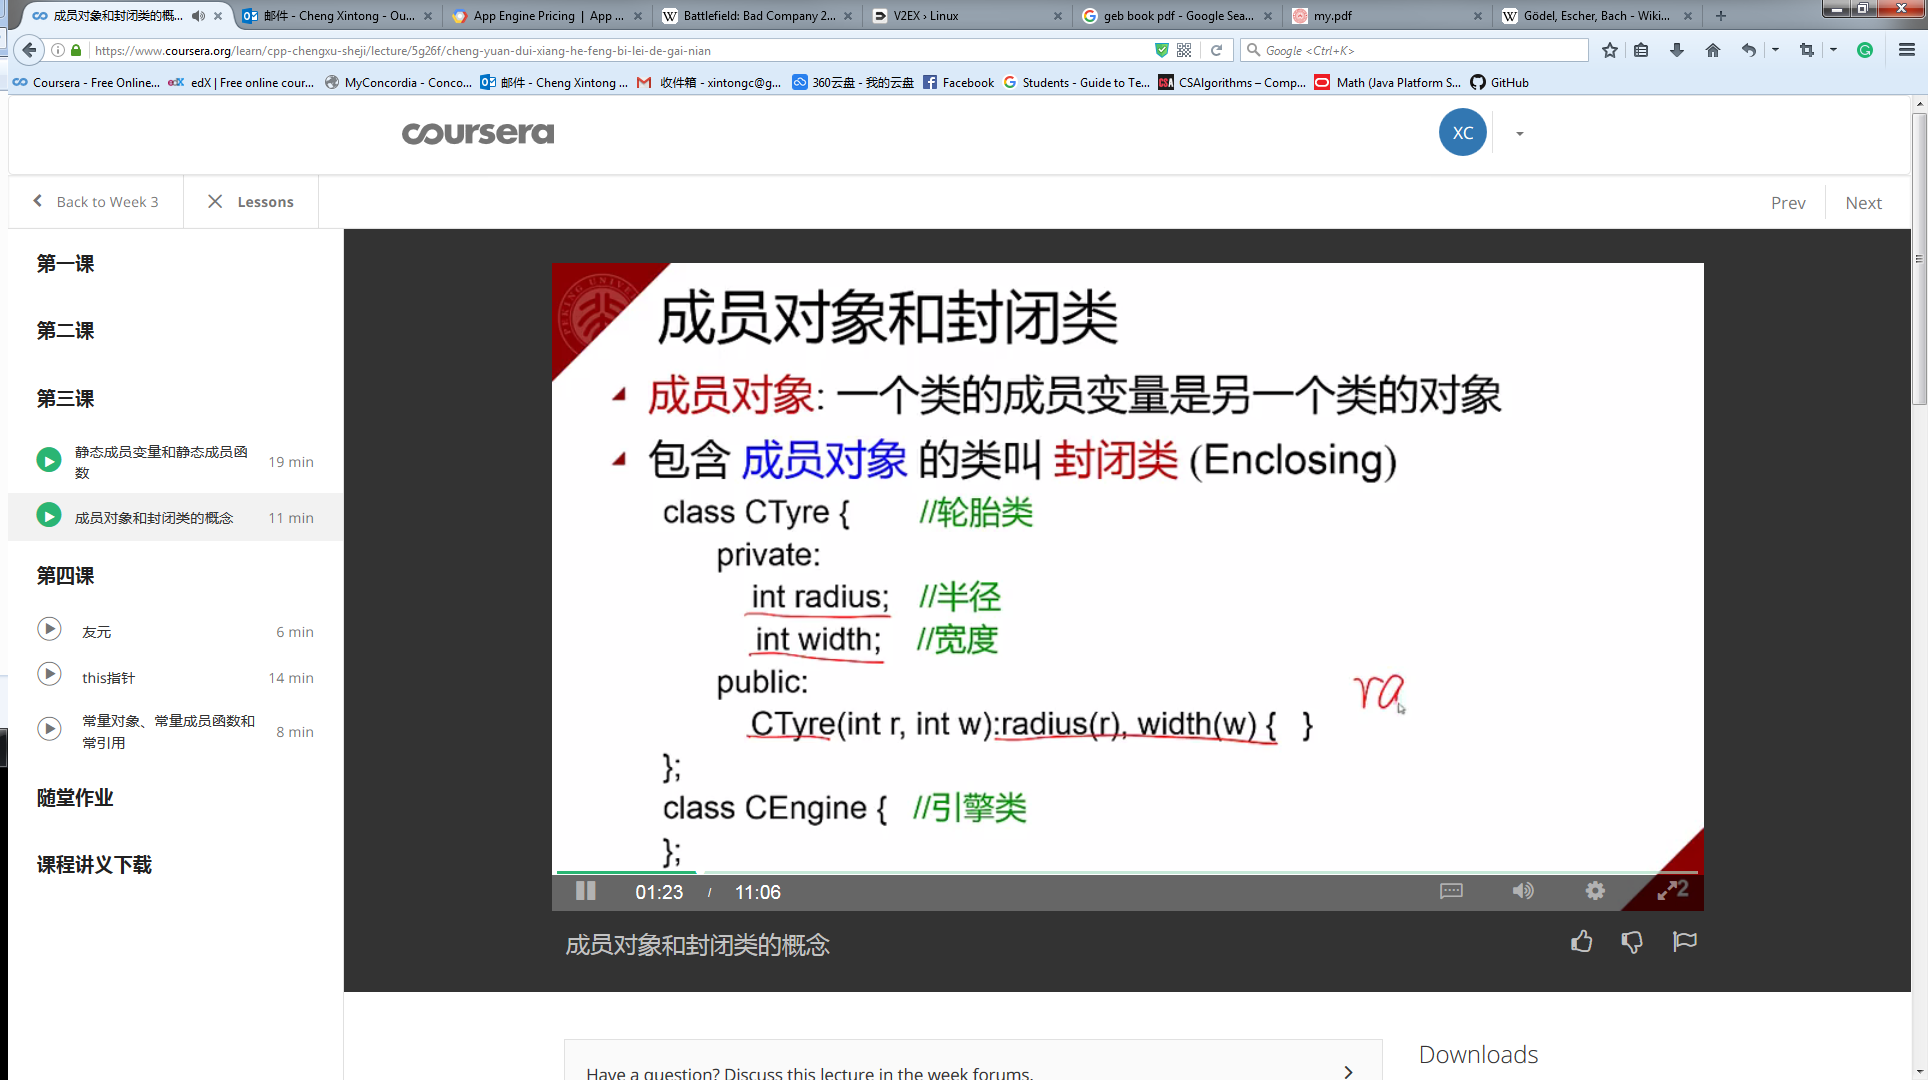 成员对象和封闭类的概...
邮件 - Cheng Xintong - Ou...
App Engine Pricing | App ...
Battlefield: Bad Company 2...
V2EX › Linux
geb book pdf - Google Sea...
my.pdf
Gödel, Escher, Bach - Wiki...
https://www.coursera.org/learn/cpp-chengxu-sheji/lecture/5g26f/cheng-yuan-dui-xiang-he-feng-bi-lei-de-gai-nian
Google <Ctrl+K>
Coursera - Free Online...
edX | Free online cour...
MyConcordia - Conco...
邮件 - Cheng Xintong ...
收件箱 - xintongc@g...
360云盘 - 我的云盘
Facebook
Students - Guide to Te...
CSAlgorithms – Comp...
Math (Java Platform S...
GitHub
coursera
XC
Back to Week 3
Lessons
Prev
Next
第一课
第二课
第三课
静态成员变量和静态成员函
数
19 min
成员对象和封闭类的概念
11 min
第四课
友元
6 min
this指针
14 min
常量对象、常量成员函数和
常引用
8 min
随堂作业
课程讲义下载
成员对象和封闭类
成员对象: 一个类的成员变量是另一个类的对象
包含 成员对象 的类叫 封闭类 (Enclosing)
class CTyre { //轮胎类
private:
int radius; //半径
int width; //宽度
public:
CTyre(int r, int w):radius(r), width(w) { }
ra
};
class CEngine { //引擎类
};
2
01:23 / 11:06
成员对象和封闭类的概念
Have a question? Discuss this lecture in the week forums.
Downloads